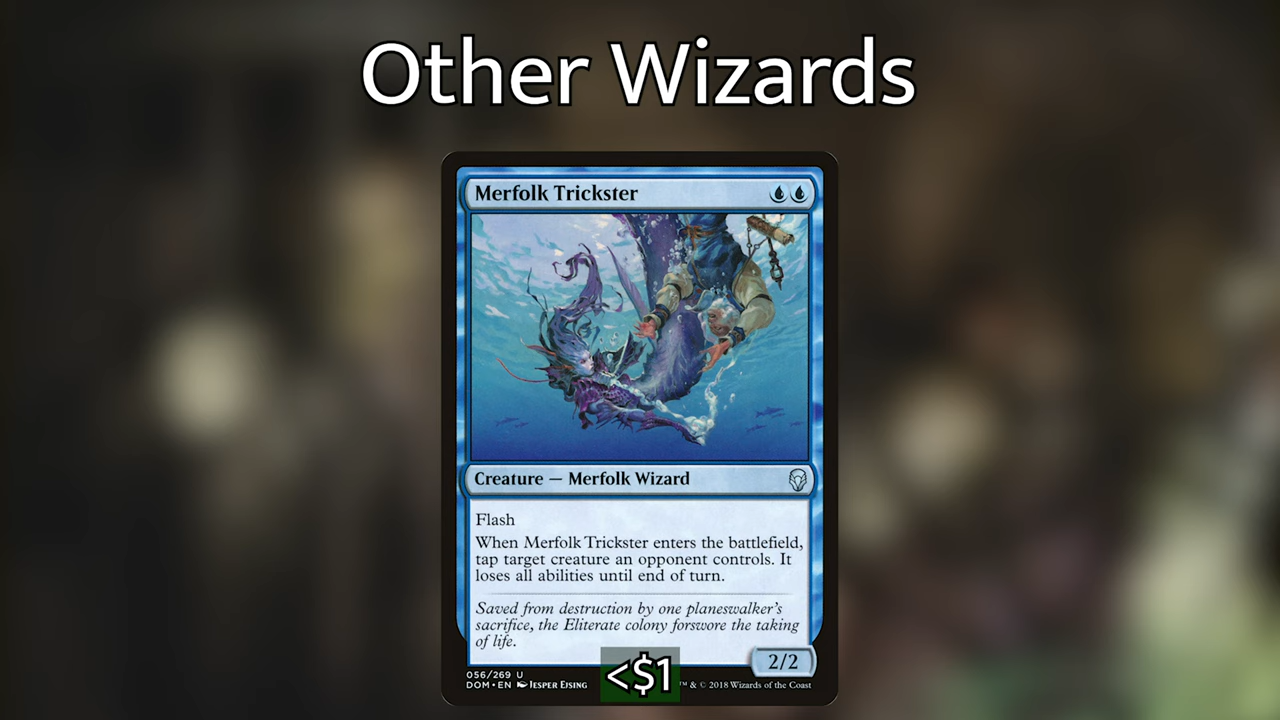 Other Wizards
Merfolk Trickster
Creature — Merfolk Wizard
Flash
When Merfolk Trickster enters the battlefield,
tap target creature an opponent controls. It
loses all abilities until end of turn.
Saved from destruction by one planeswalker's
sacrifice, the Eliterate colony forswore the taking
of life.
2/2
<$1
056/269 U
DOM • EN Jesper Eising ™ & © 2018 Wizards of the Coast